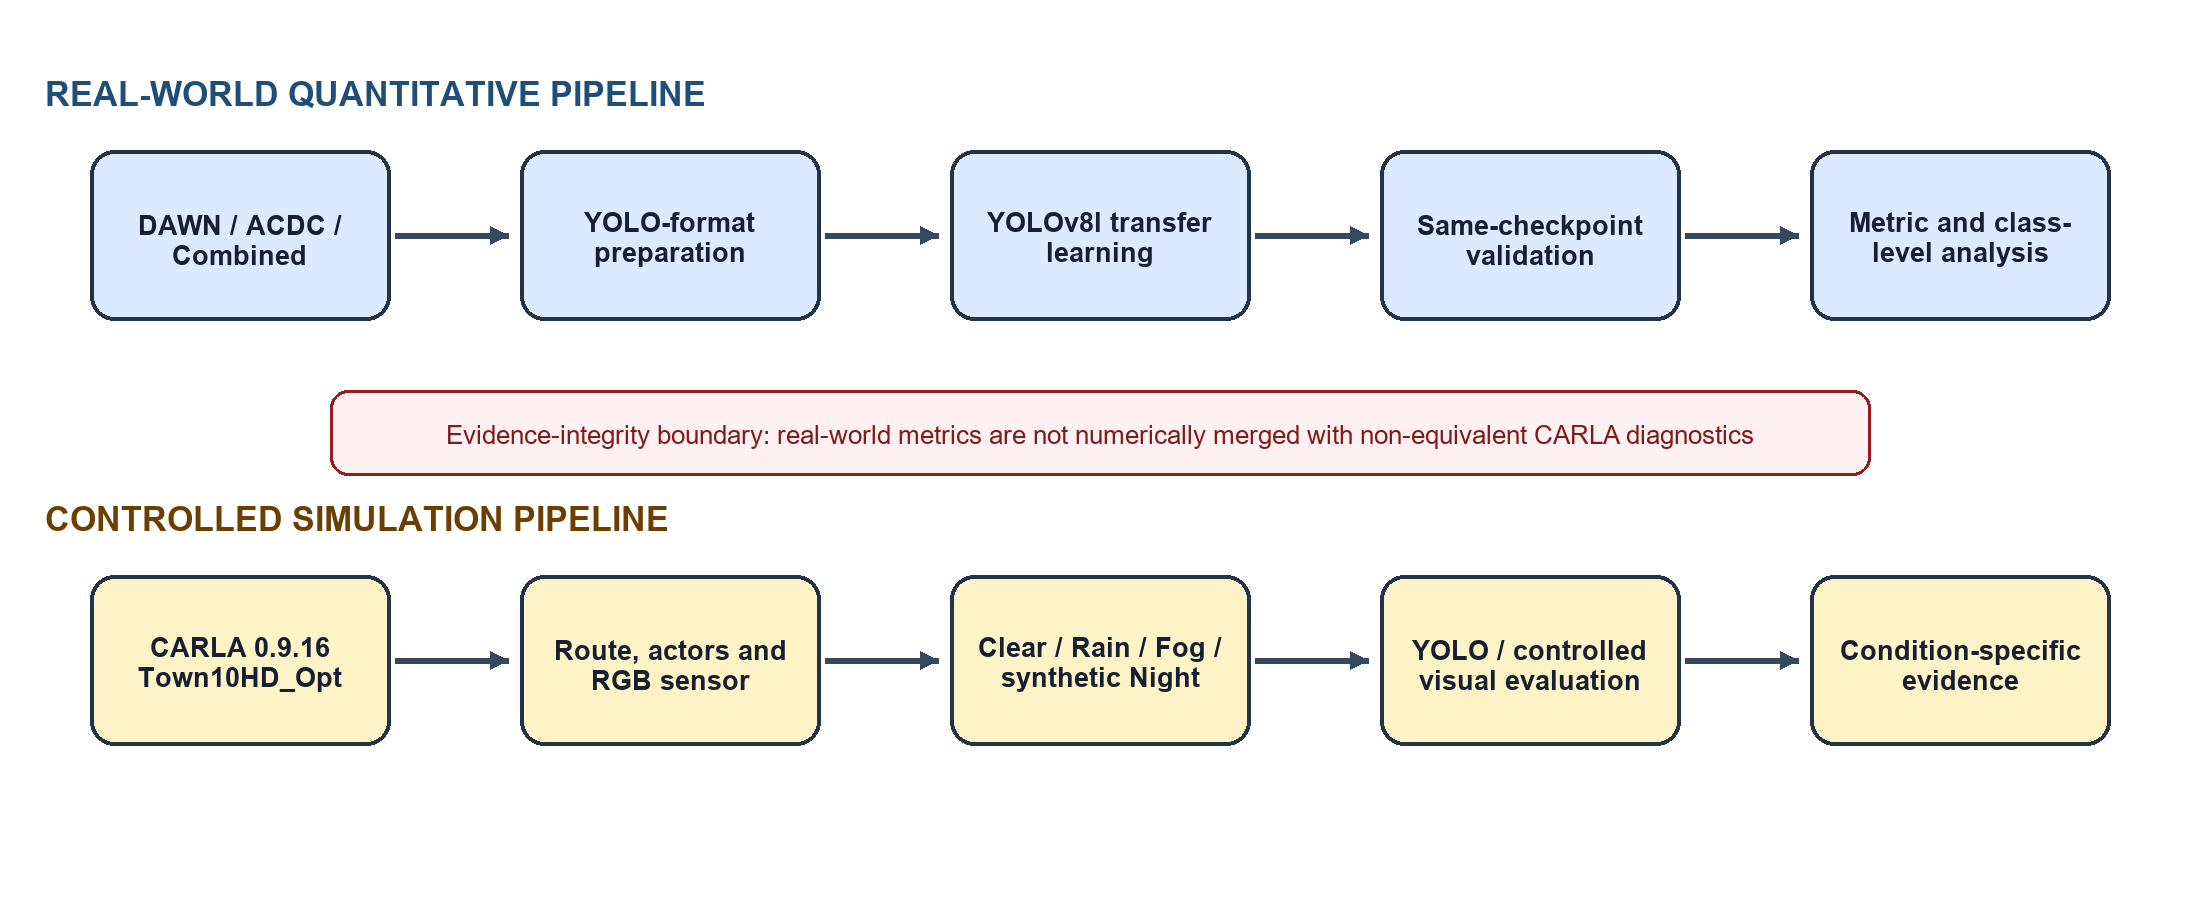 REAL-WORLD QUANTITATIVE PIPELINE
DAWN / ACDC /
Combined
YOLO-format
preparation
YOLOv8l transfer
learning
Same-checkpoint
validation
Metric and class-
level analysis
Evidence-integrity boundary: real-world metrics are not numerically merged with non-equivalent CARLA diagnostics
CONTROLLED SIMULATION PIPELINE
CARLA 0.9.16
Town10HD_Opt
Route, actors and
RGB sensor
Clear / Rain / Fog /
synthetic Night
YOLO / controlled
visual evaluation
Condition-specific
evidence